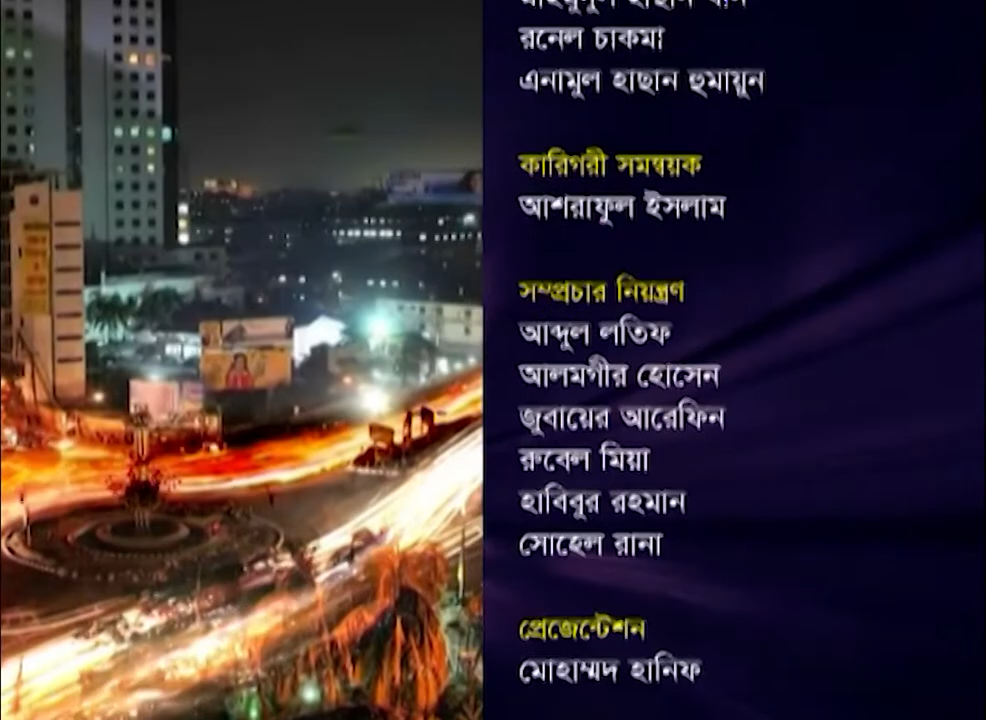 রনেল চাকমা
এনামুল হাছান হুমায়ুন
কারিগরী সমন্বয়ক
আশরাফুল ইসলাম
সম্প্রচার নিয়ন্ত্রণ
আব্দুল লতিফ
আলমগীর হোসেন
জুবায়ের আরেফিন
রুবেল মিয়া
হাবিবুর রহমান
সোহেল রানা
প্রেজেন্টেশন
মোহাম্মদ হানিফ